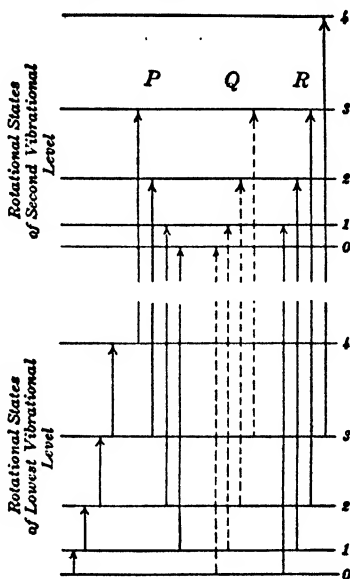 4
P Q R
3
2
1
0
Rotational States
of Second Vibrational
Level
4
3
2
1
0
Rotational States
of Lowest Vibrational
Level